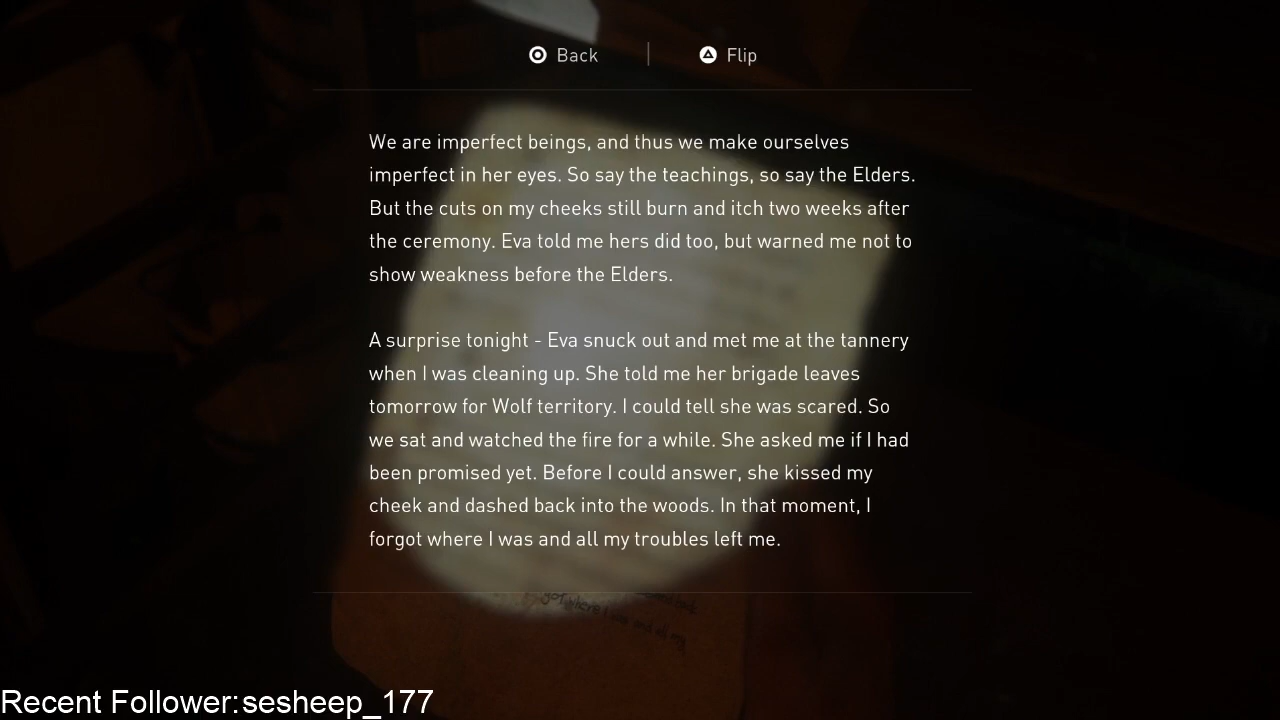 Back | Flip
We are imperfect beings, and thus we make ourselves
imperfect in her eyes. So say the teachings, so say the Elders.
But the cuts on my cheeks still burn and itch two weeks after
the ceremony. Eva told me hers did too, but warned me not to
show weakness before the Elders.
A surprise tonight - Eva snuck out and met me at the tannery
when I was cleaning up. She told me her brigade leaves
tomorrow for Wolf territory. I could tell she was scared. So
we sat and watched the fire for a while. She asked me if I had
been promised yet. Before I could answer, she kissed my
cheek and dashed back into the woods. In that moment, I
forgot where I was and all my troubles left me.
got where I was and all my
Recent Follower:sesheep_177